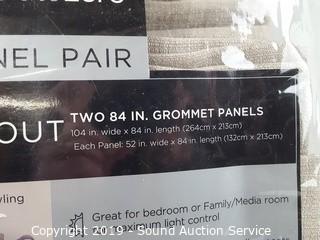 NEL PAIR
OUT
TWO 84 IN. GROMMET PANELS
104 in. wide x 84 in. length (264cm x 213cm)
Each Panel: 52 in. wide x 84 in. length (132cm x 213cm)
yling
Great for bedroom or Family/Media room
maximum light control
Copyright 2019 - Sound Auction Service